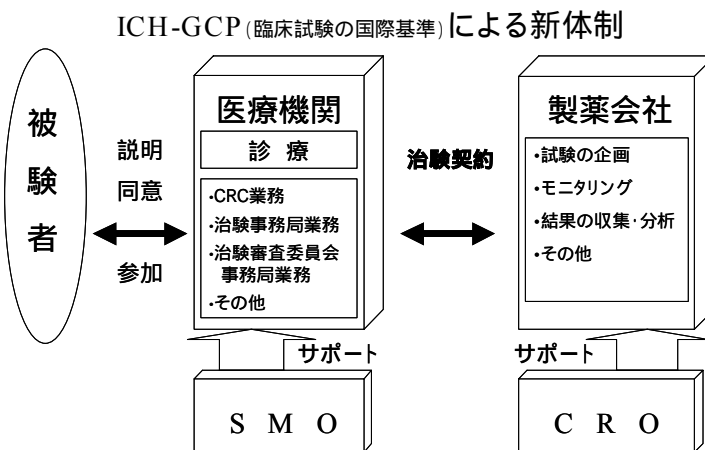 ICH-GCP(臨床試験の国際基準)による新体制
被験者
説明
同意
参加
医療機関
診 療
・CRC業務
・治験事務局業務
・治験審査委員会
事務局業務
・その他
治験契約
製薬会社
・試験の企画
・モニタリング
・結果の収集・分析
・その他
サポート
サポート
S M O
C R O